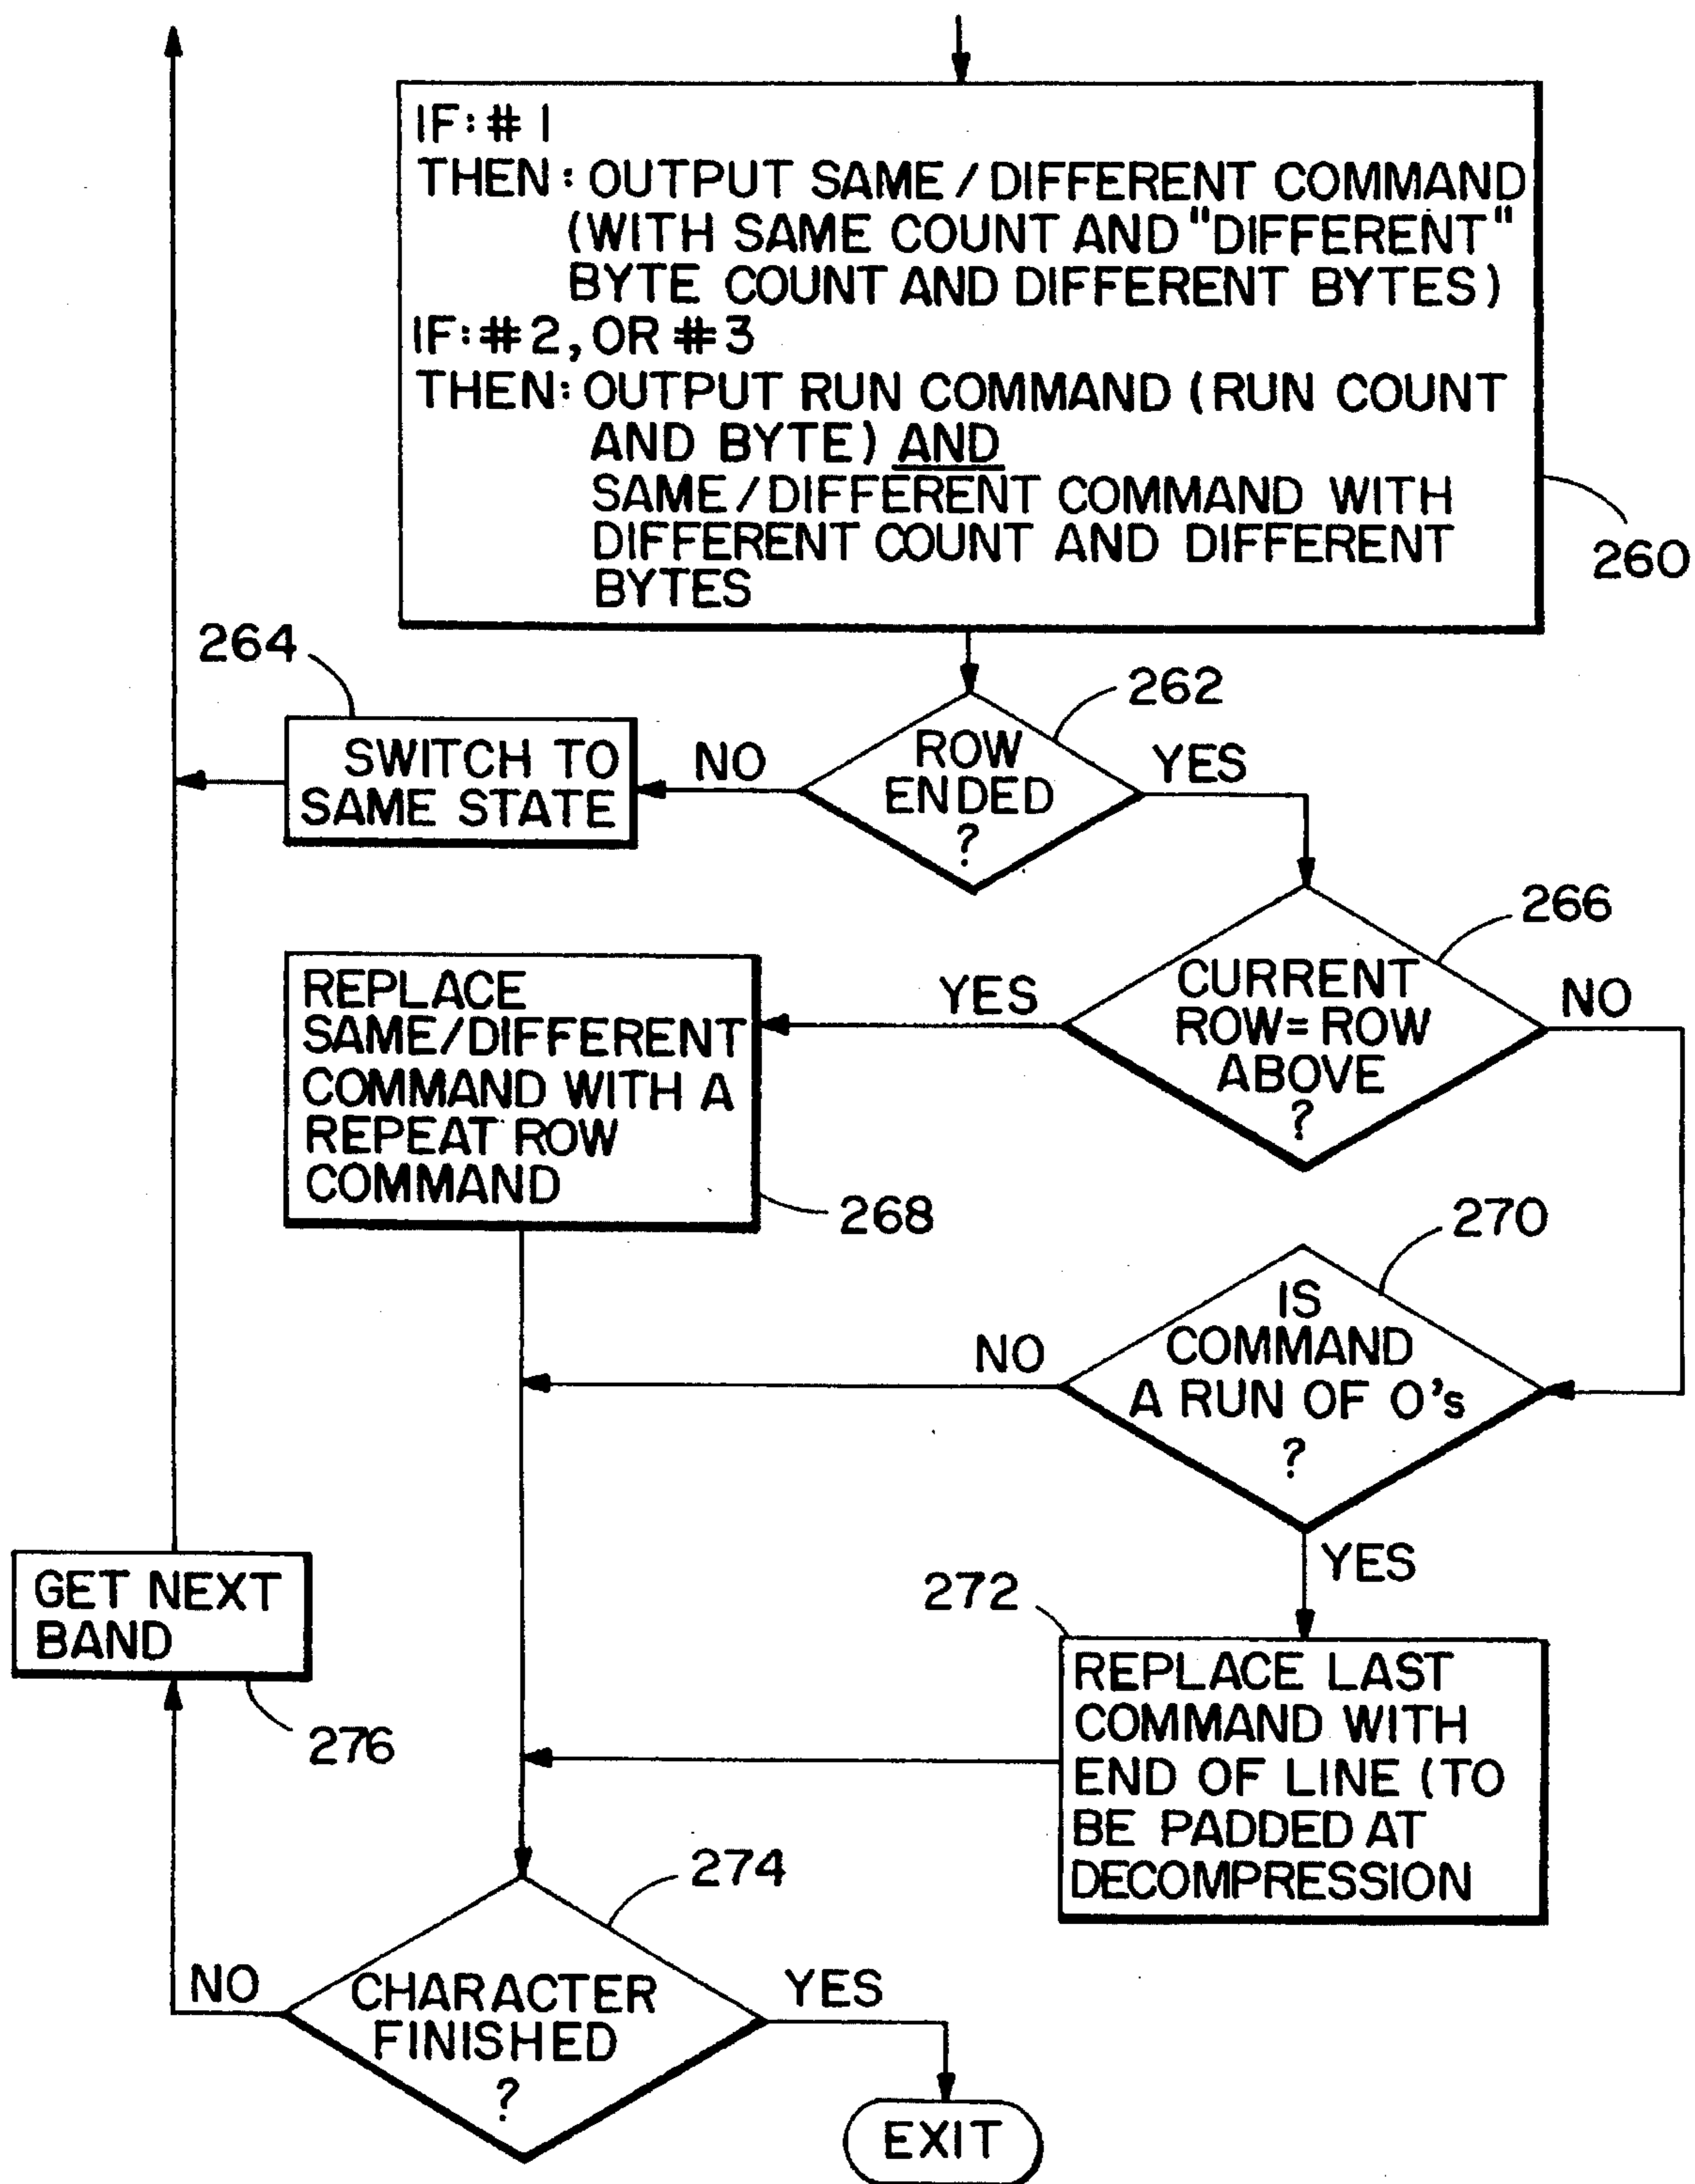 IF:#1
THEN: OUTPUT SAME/DIFFERENT COMMAND
(WITH SAME COUNT AND "DIFFERENT"
BYTE COUNT AND DIFFERENT BYTES)
IF:#2, OR #3
THEN: OUTPUT RUN COMMAND (RUN COUNT
AND BYTE) AND
SAME/DIFFERENT COMMAND WITH
DIFFERENT COUNT AND DIFFERENT
BYTES
260
264
262
SWITCH TO
SAME STATE
NO
ROW
ENDED
?
YES
266
REPLACE
SAME/DIFFERENT
COMMAND WITH A
REPEAT ROW
COMMAND
YES
CURRENT
ROW=ROW
ABOVE
?
NO
268
270
NO
IS
COMMAND
A RUN OF 0's
?
YES
GET NEXT
BAND
276
272
REPLACE LAST
COMMAND WITH
END OF LINE (TO
BE PADDED AT
DECOMPRESSION
274
NO
CHARACTER
FINISHED
?
YES
EXIT